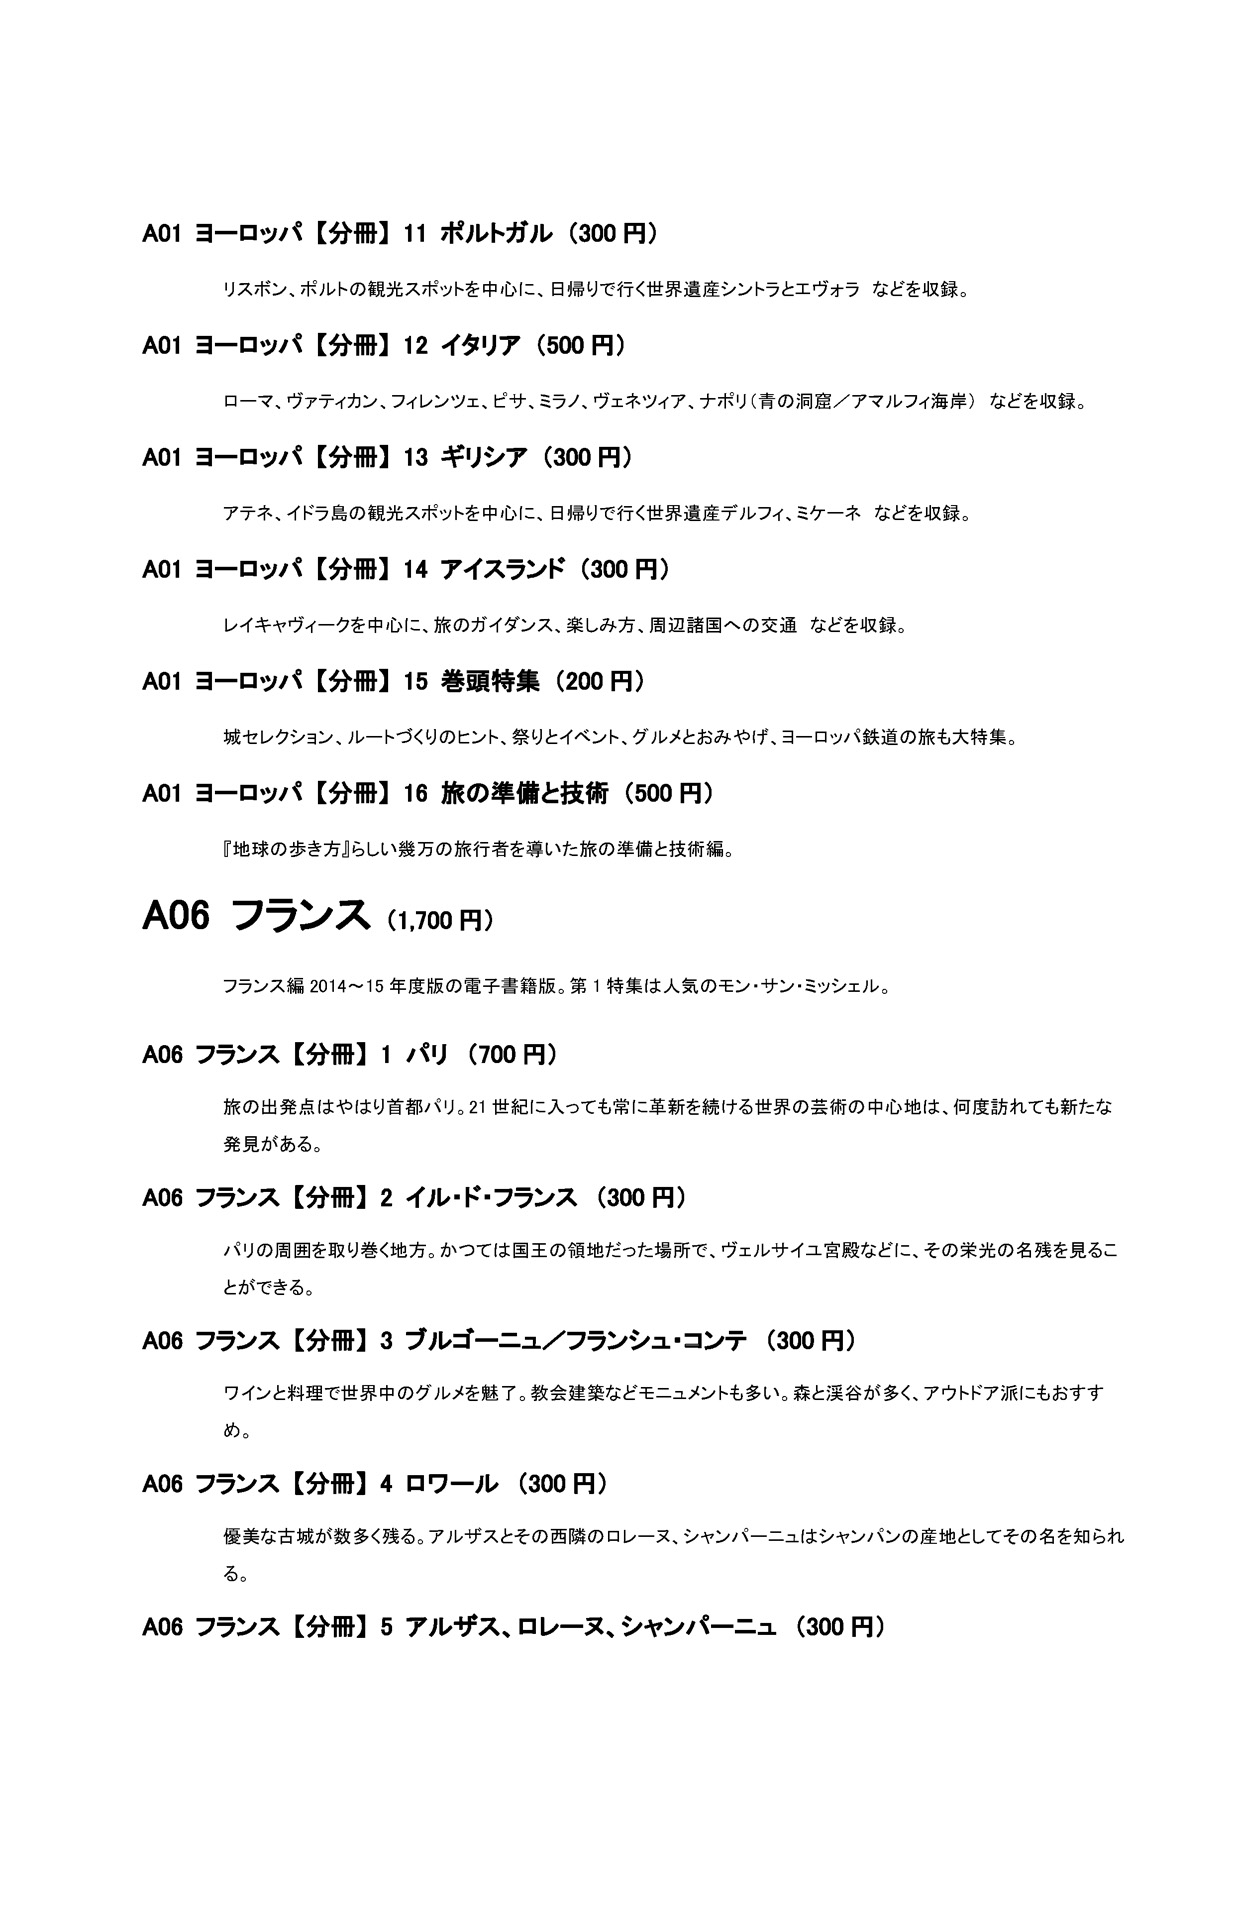 A01 ヨーロッパ 【分冊】 11 ポルトガル （300 円）
リスボン、ポルトの観光スポットを中心に、日帰りで行く世界遺産シントラとエヴォラ などを収録。
A01 ヨーロッパ 【分冊】 12 イタリア （500 円）
ローマ、ヴァティカン、フィレンツェ、ピサ、ミラノ、ヴェネツィア、ナポリ（青の洞窟／アマルフィ海岸） などを収録。
A01 ヨーロッパ 【分冊】 13 ギリシア （300 円）
アテネ、イドラ島の観光スポットを中心に、日帰りで行く世界遺産デルフィ、ミケーネ などを収録。
A01 ヨーロッパ 【分冊】 14 アイスランド （300 円）
レイキャヴィークを中心に、旅のガイダンス、楽しみ方、周辺諸国への交通 などを収録。
A01 ヨーロッパ 【分冊】 15 巻頭特集 （200 円）
城セレクション、ルートづくりのヒント、祭りとイベント、グルメとおみやげ、ヨーロッパ鉄道の旅も大特集。
A01 ヨーロッパ 【分冊】 16 旅の準備と技術 （500 円）
『地球の歩き方』らしい幾万の旅行者を導いた旅の準備と技術編。
A06 フランス （1,700 円）
フランス編 2014～15 年度版の電子書籍版。第 1 特集は人気のモン・サン・ミッシェル。
A06 フランス 【分冊】 1 パリ （700 円）
旅の出発点はやはり首都パリ。21 世紀に入っても常に革新を続ける世界の芸術の中心地は、何度訪れても新たな
発見がある。
A06 フランス 【分冊】 2 イル・ド・フランス （300 円）
パリの周囲を取り巻く地方。かつては国王の領地だった場所で、ヴェルサイユ宮殿などに、その栄光の名残を見るこ
とができる。
A06 フランス 【分冊】 3 ブルゴーニュ／フランシュ・コンテ （300 円）
ワインと料理で世界中のグルメを魅了。教会建築などモニュメントも多い。森と渓谷が多く、アウトドア派にもおすす
め。
A06 フランス 【分冊】 4 ロワール （300 円）
優美な古城が数多く残る。アルザスとその西隣のロレーヌ、シャンパーニュはシャンパンの産地としてその名を知られ
る。
A06 フランス 【分冊】 5 アルザス、ロレーヌ、シャンパーニュ （300 円）